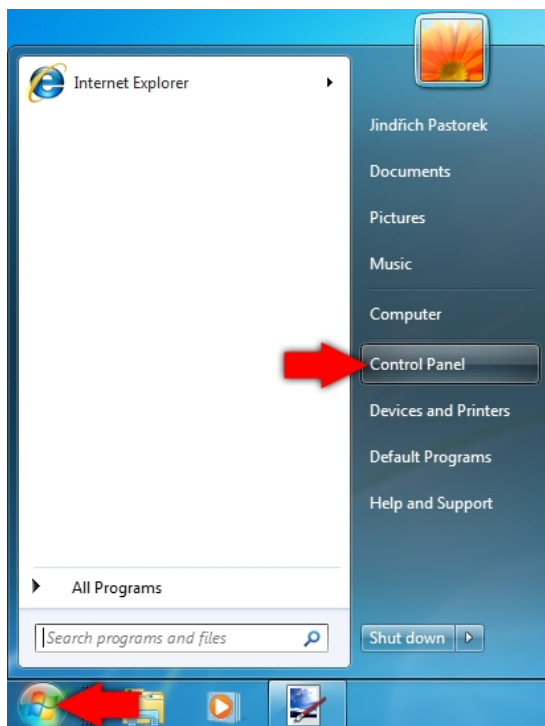 Internet Explorer
Jindřich Pastorek
Documents
Pictures
Music
Computer
Control Panel
Devices and Printers
Default Programs
Help and Support
All Programs
Search programs and files
Shut down